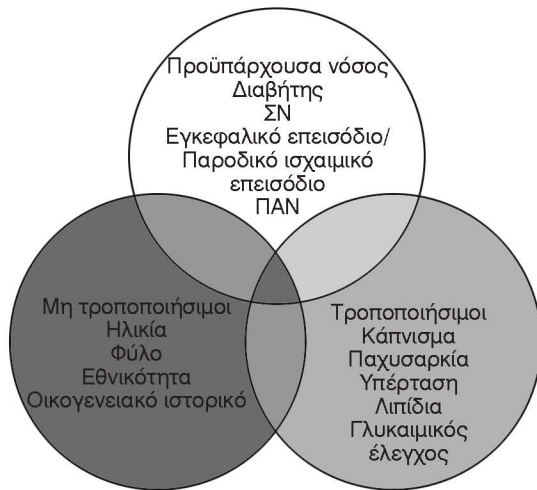 Προϋπάρχουσα νόσος
Διαβήτης
ΣΝ
Εγκεφαλικό επεισόδιο/
Παροδικό ισχαιμικό
επεισόδιο
ΠΑΝ
Μη τροποποιήσιμοι
Ηλικία
Φύλο
Εθνικότητα
Οικογενειακό ιστορικό
Τροποποιήσιμοι
Κάπνισμα
Παχυσαρκία
Υπέρταση
Λιπίδια
Γλυκαιμικός
έλεγχος